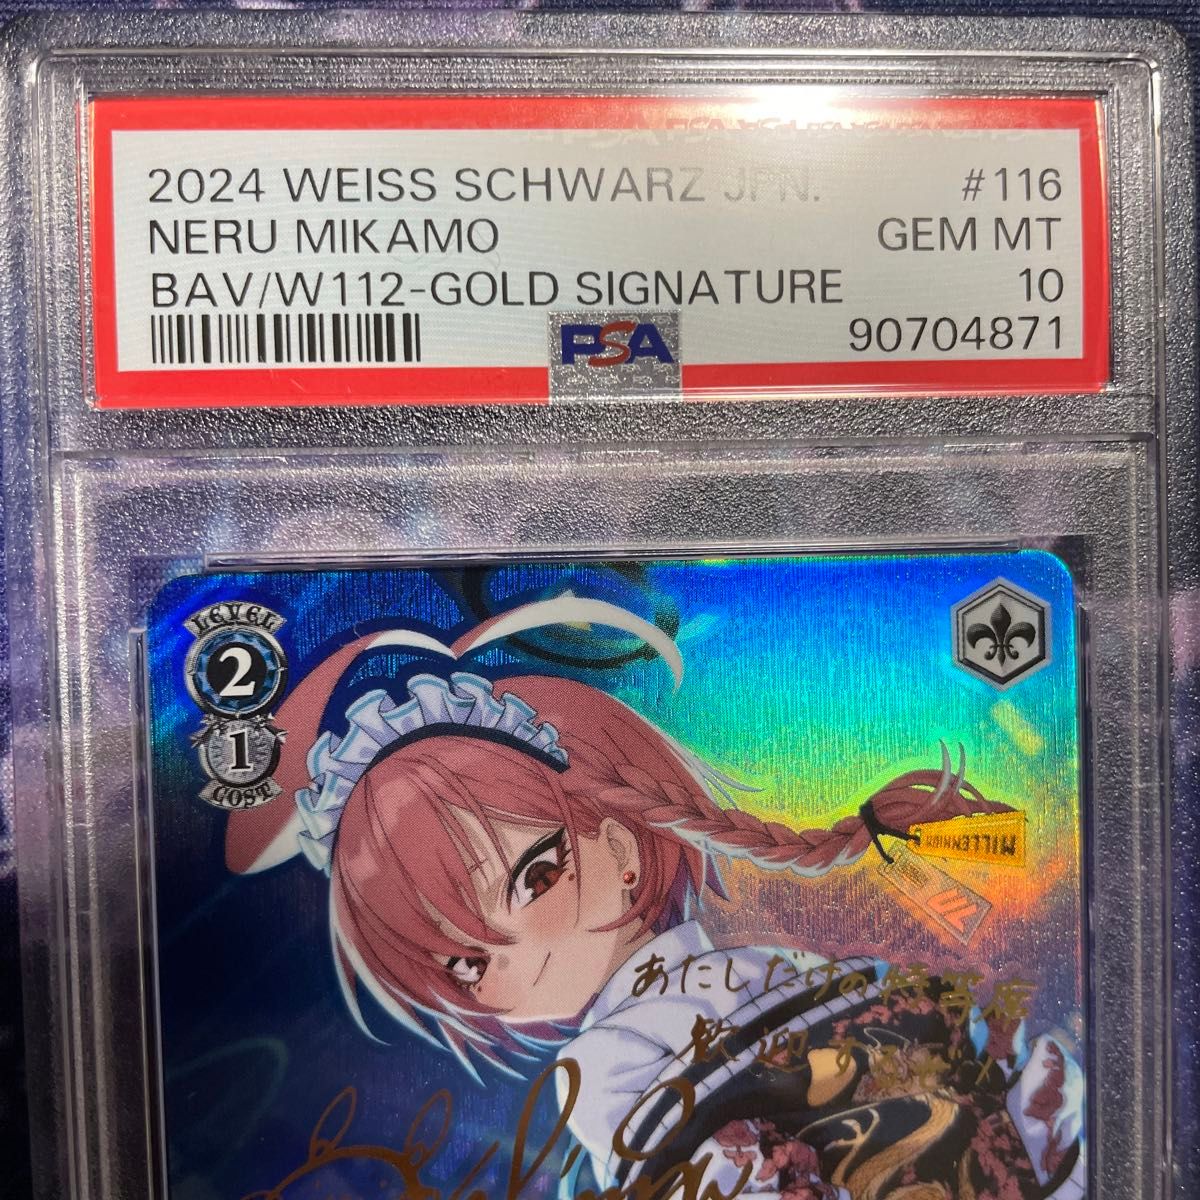 2024 WEISS SCHWARZ JPN. #116
NERU MIKAMO GEM MT
BAV/W112-GOLD SIGNATURE 10
PSA 90704871
LEVEL
2
1
COST
MILLENNIUM
あたしだけの特等席
歓迎するぜ